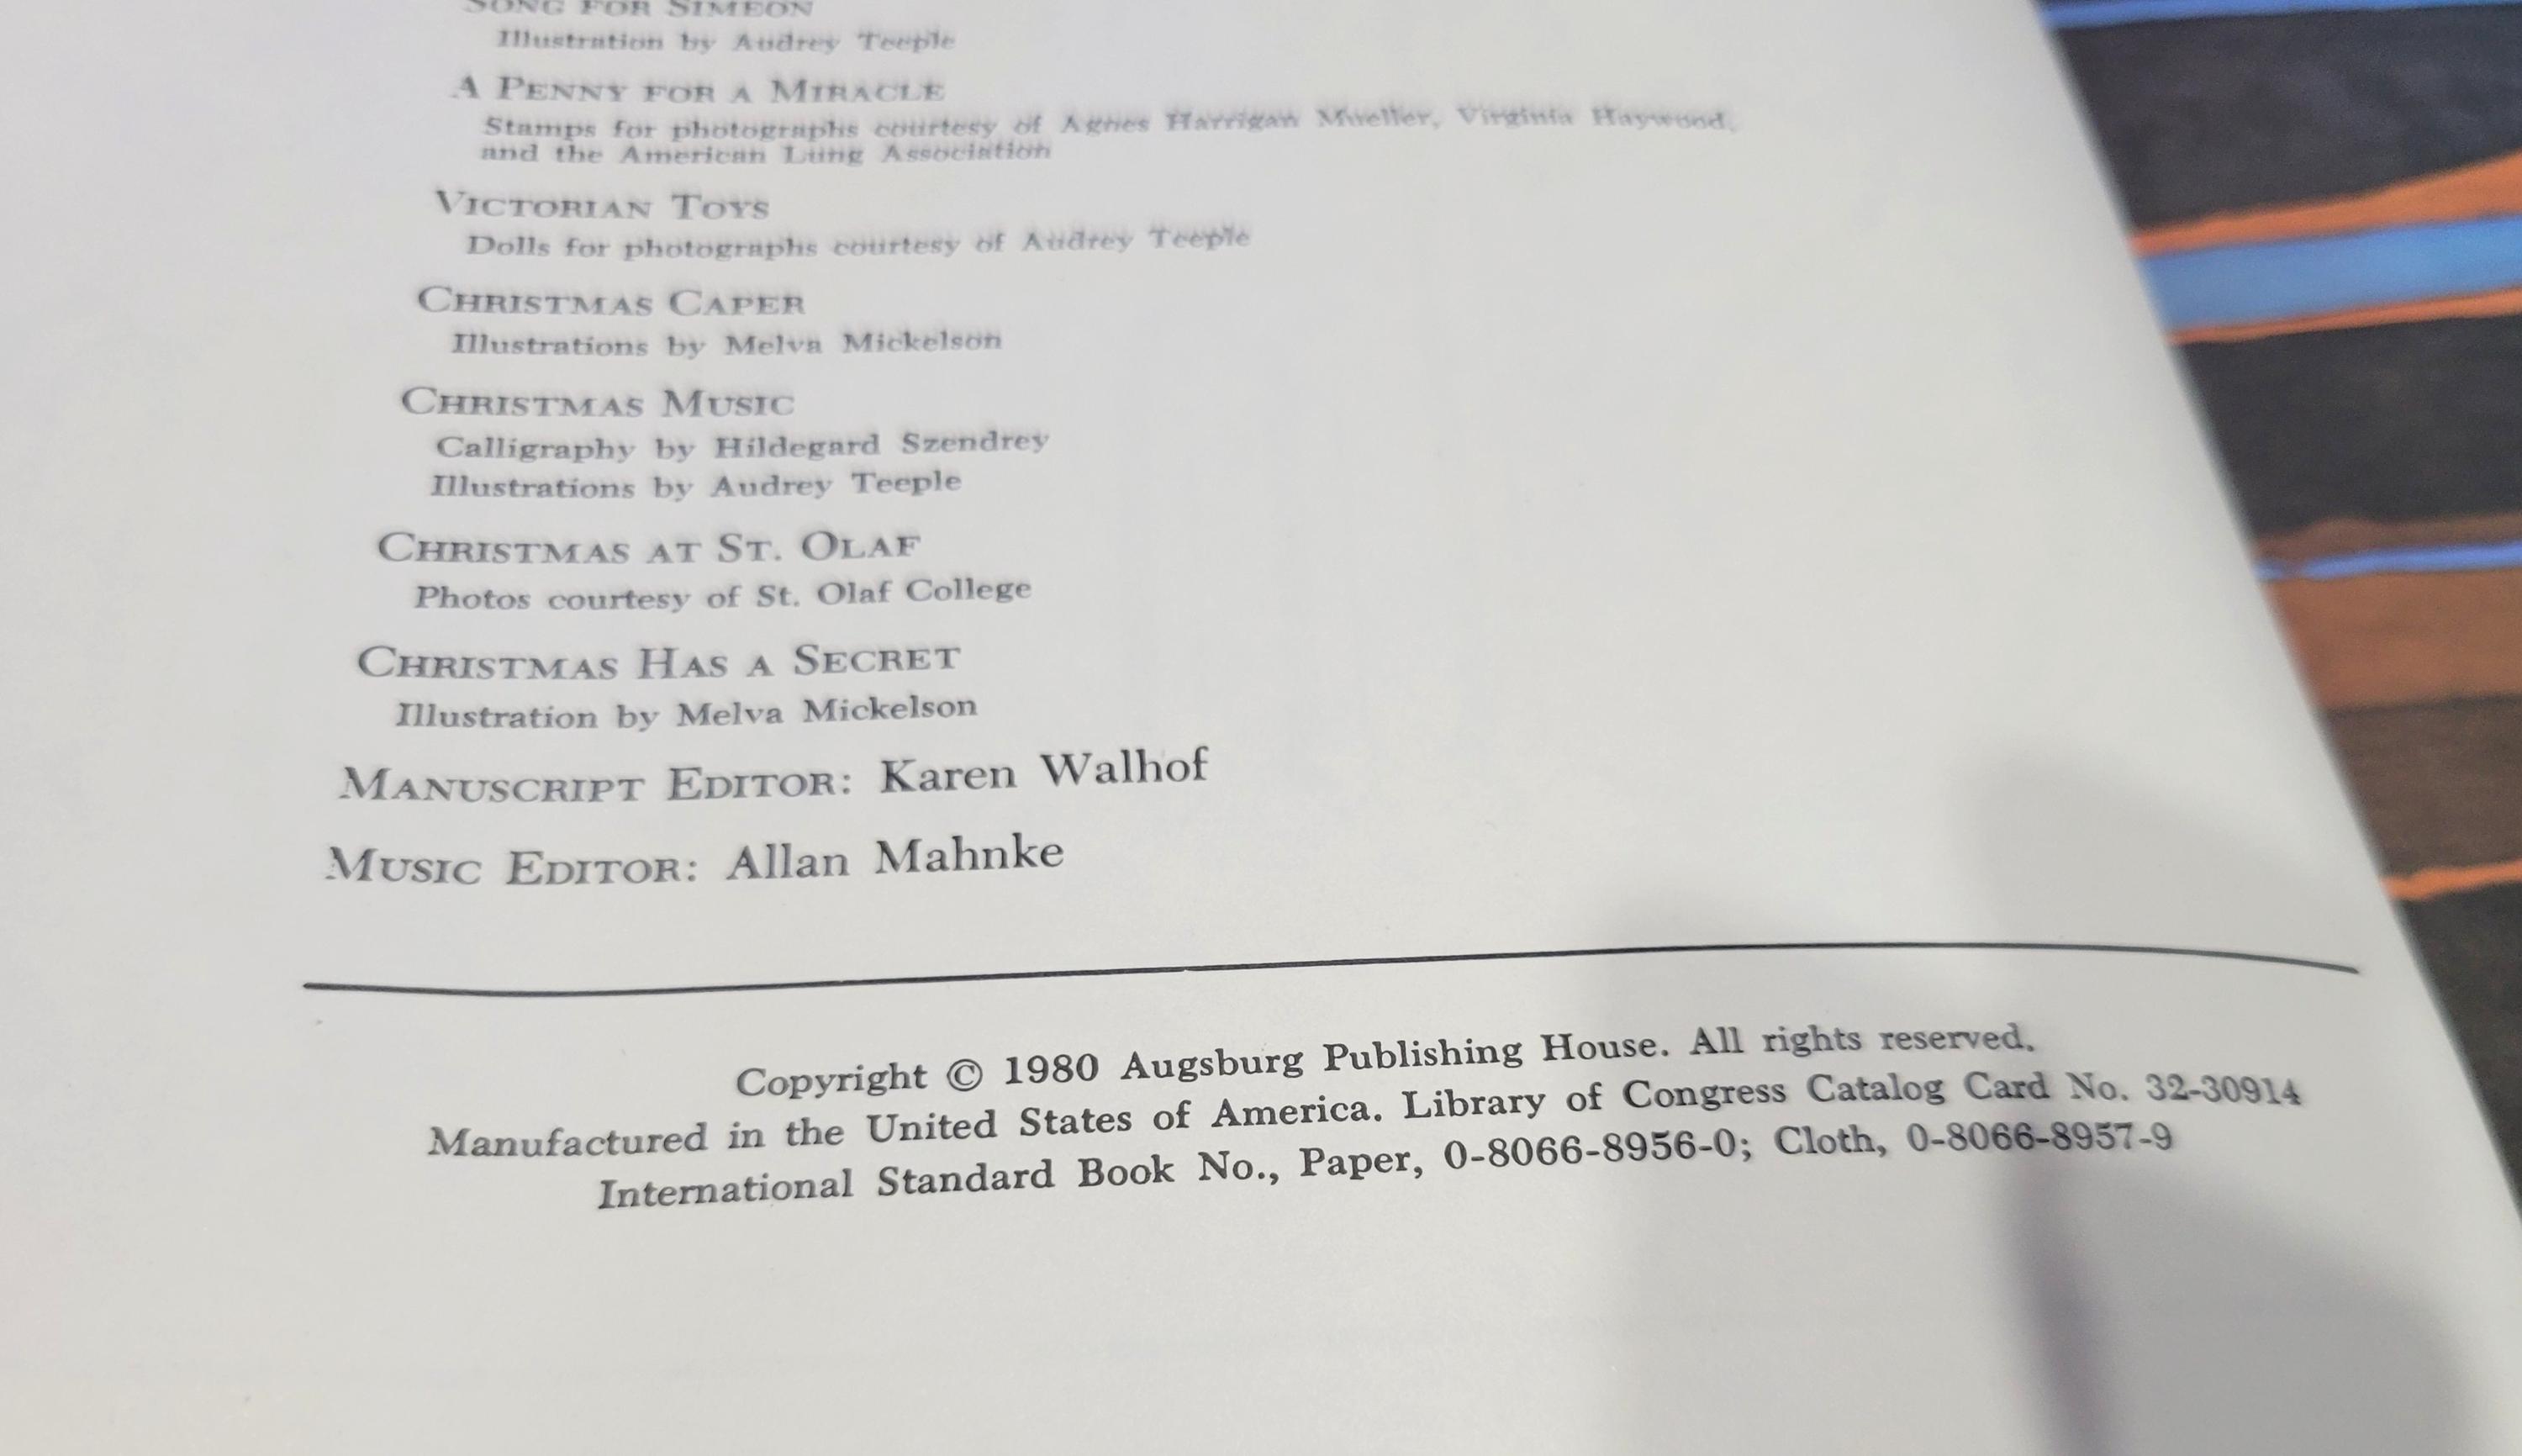 SONG FOR SIMEON
Illustration by Audrey Teeple
A PENNY FOR A MIRACLE
Stamps for photographs courtesy of Agnes Harrigan Mueller, Virginia Haywood,
and the American Lung Association
VICTORIAN TOYS
Dolls for photographs courtesy of Audrey Teeple
CHRISTMAS CAPER
Illustrations by Melva Mickelson
CHRISTMAS MUSIC
Calligraphy by Hildegard Szendrey
Illustrations by Audrey Teeple
CHRISTMAS AT ST. OLAF
Photos courtesy of St. Olaf College
CHRISTMAS HAS A SECRET
Illustration by Melva Mickelson
MANUSCRIPT EDITOR: Karen Walhof
MUSIC EDITOR: Allan Mahnke
Copyright © 1980 Augsburg Publishing House. All rights reserved.
Manufactured in the United States of America. Library of Congress Catalog Card No. 32-30914
International Standard Book No., Paper, 0-8066-8956-0; Cloth, 0-8066-8957-9